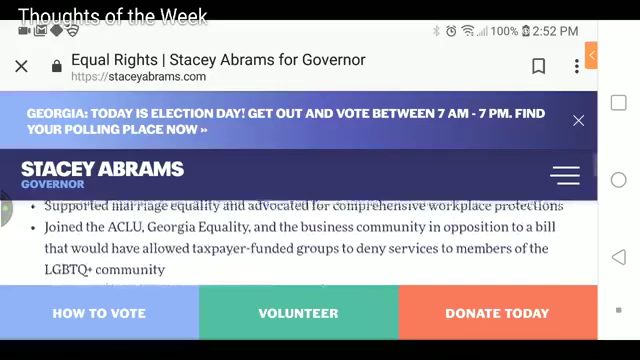 Thoughts of the Week
100% 2:52 PM
Equal Rights | Stacey Abrams for Governor
https://staceyabrams.com
GEORGIA: TODAY IS ELECTION DAY! GET OUT AND VOTE BETWEEN 7 AM - 7 PM. FIND
YOUR POLLING PLACE NOW »
STACEY ABRAMS
GOVERNOR
• Supported marriage equality and advocated for comprehensive workplace protections
• Joined the ACLU, Georgia Equality, and the business community in opposition to a bill
that would have allowed taxpayer-funded groups to deny services to members of the
LGBTQ+ community
HOW TO VOTE
VOLUNTEER
DONATE TODAY